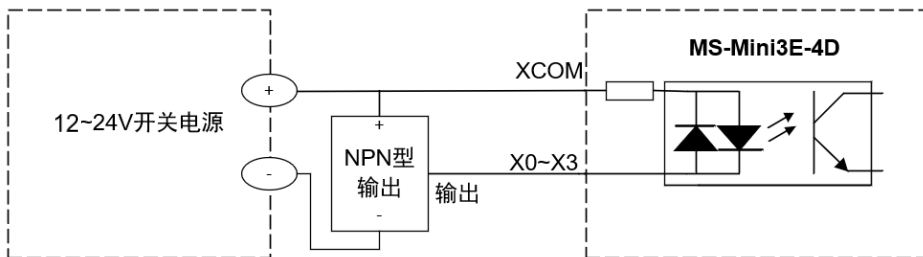 MS-Mini3E-4D
XCOM
+
12~24V开关电源
+
NPN型
输出
-
-
X0~X3
输出